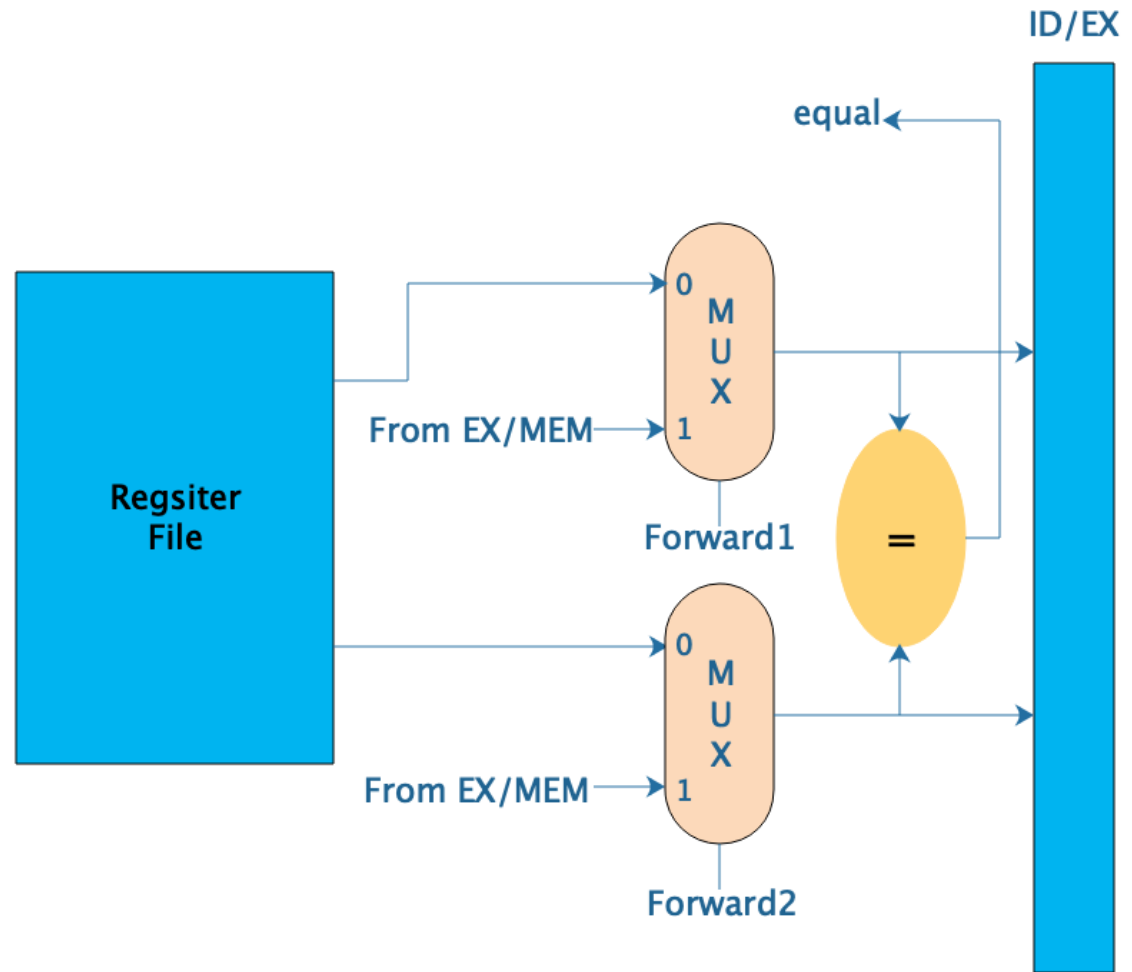 ID/EX
equal
0
M
U
X
From EX/MEM
1
Regsiter
File
Forward1
=
0
M
U
X
From EX/MEM
1
Forward2